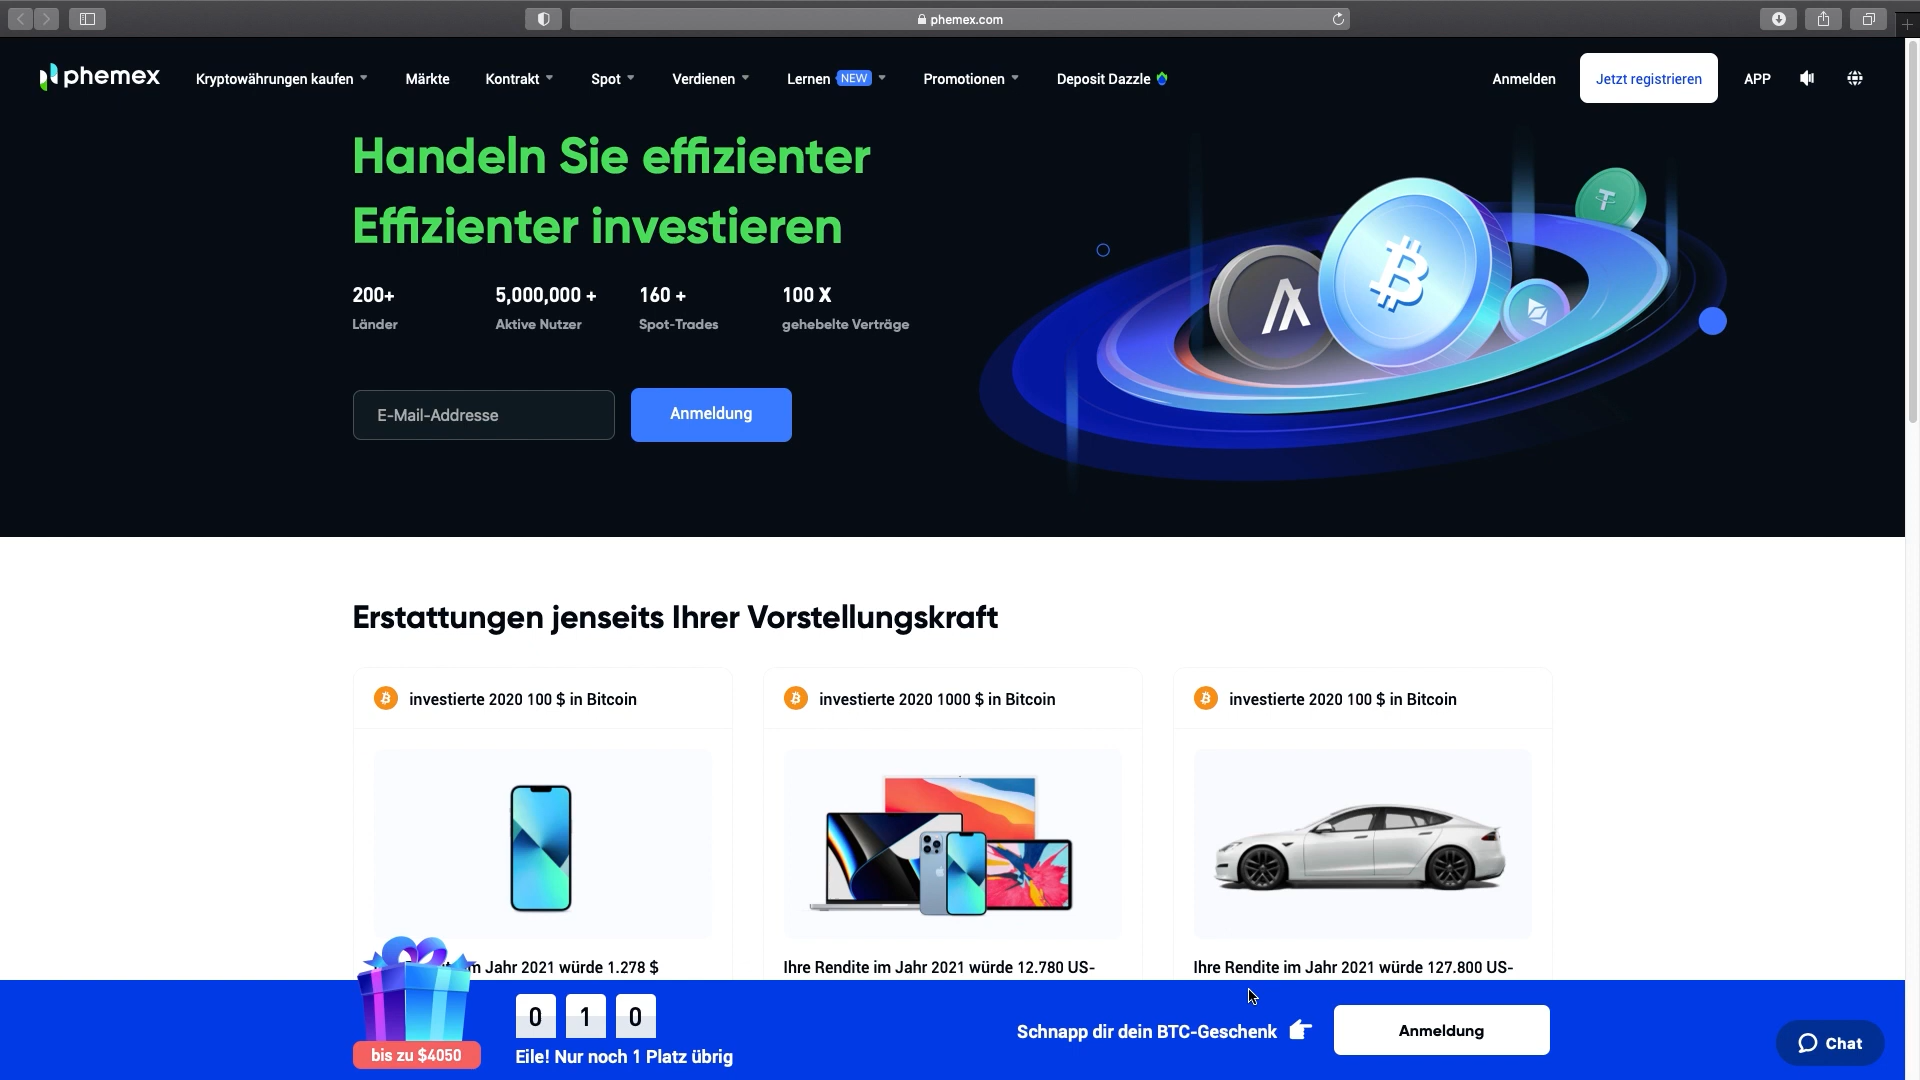 phemex.com
phemex
Kryptowährungen kaufen
Märkte
Kontrakt
Spot
Verdienen
Lernen NEW
Promotionen
Deposit Dazzle
Anmelden
Jetzt registrieren
APP
Handeln Sie effizienter
Effizienter investieren
200+
Länder
5,000,000 +
Aktive Nutzer
160 +
Spot-Trades
100 X
gehebelte Verträge
E-Mail-Addresse
Anmeldung
Erstattungen jenseits Ihrer Vorstellungskraft
investierte 2020 100 $ in Bitcoin
investierte 2020 1000 $ in Bitcoin
investierte 2020 100 $ in Bitcoin
im Jahr 2021 würde 1.278 $
Ihre Rendite im Jahr 2021 würde 12.780 US-
Ihre Rendite im Jahr 2021 würde 127.800 US-
bis zu $4050
0 1 0
Eile! Nur noch 1 Platz übrig
Schnapp dir dein BTC-Geschenk
Anmeldung
Chat